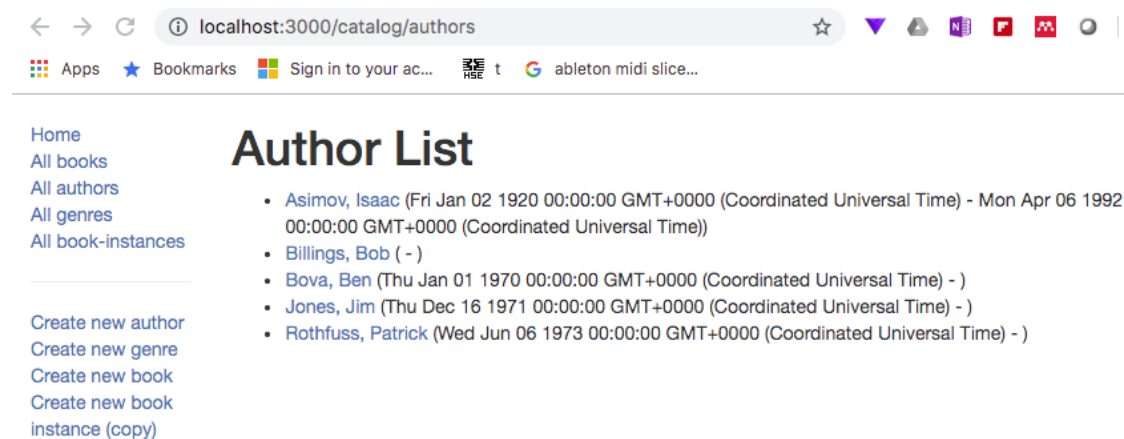 localhost:3000/catalog/authors
Apps Bookmarks Sign in to your ac... HSE t ableton midi slice...
Home
All books
All authors
All genres
All book-instances
Create new author
Create new genre
Create new book
Create new book
instance (copy)
Author List
Asimov, Isaac (Fri Jan 02 1920 00:00:00 GMT+0000 (Coordinated Universal Time) - Mon Apr 06 1992
00:00:00 GMT+0000 (Coordinated Universal Time))
Billings, Bob ( - )
Bova, Ben (Thu Jan 01 1970 00:00:00 GMT+0000 (Coordinated Universal Time) - )
Jones, Jim (Thu Dec 16 1971 00:00:00 GMT+0000 (Coordinated Universal Time) - )
Rothfuss, Patrick (Wed Jun 06 1973 00:00:00 GMT+0000 (Coordinated Universal Time) - )